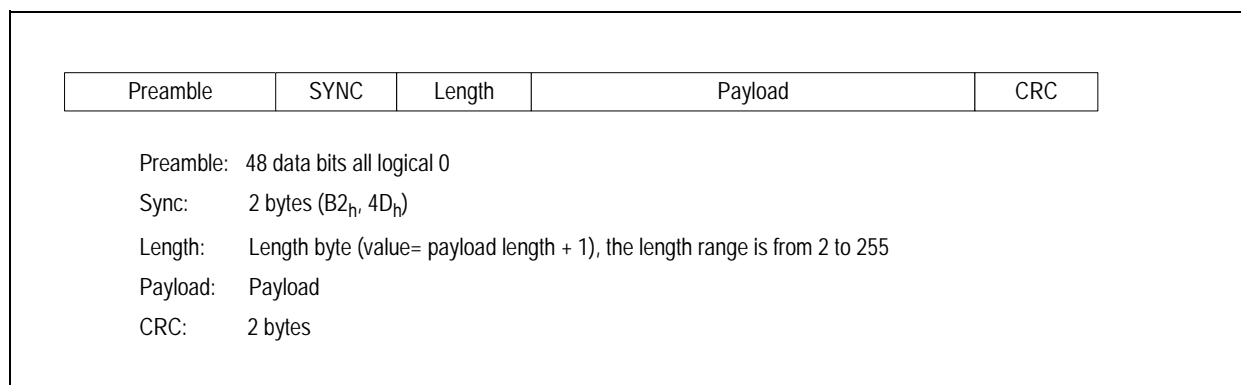 Preamble SYNC Length Payload CRC
Preamble: 48 data bits all logical 0
Sync: 2 bytes (B2h, 4Dh)
Length: Length byte (value= payload length + 1), the length range is from 2 to 255
Payload: Payload
CRC: 2 bytes